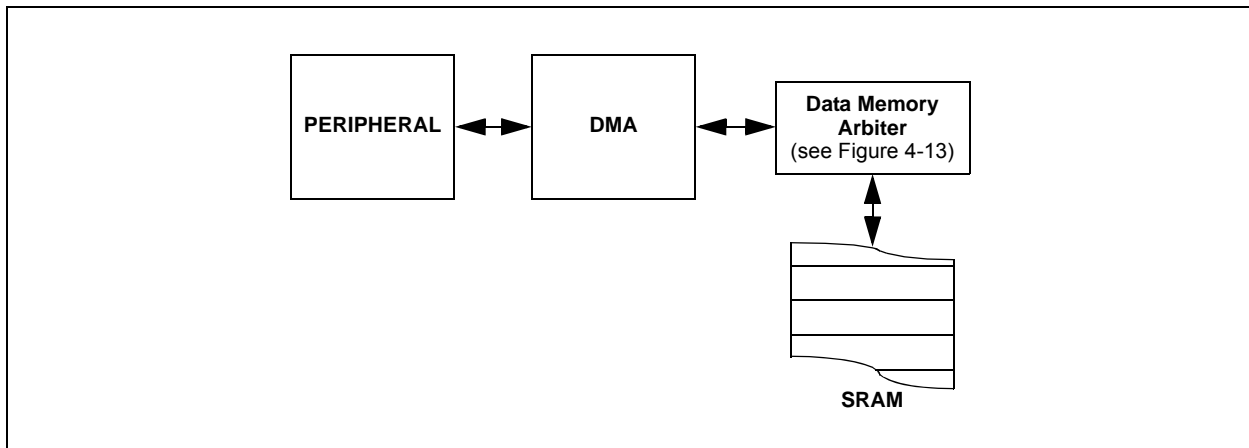 PERIPHERAL
DMA
Data Memory
Arbiter
(see Figure 4-13)
SRAM